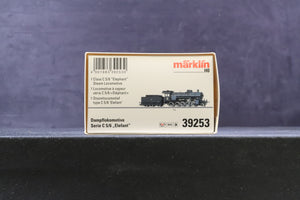 märklin
H0
Class C 5/6 "Elephant"
Steam Locomotive
Locomotive à vapeur
série C 5/6 «Eléphant»
Stoomlocomotief
type C 5/6 'Elefant'
Dampflokomotive
Serie C 5/6 „Elefant"
39253